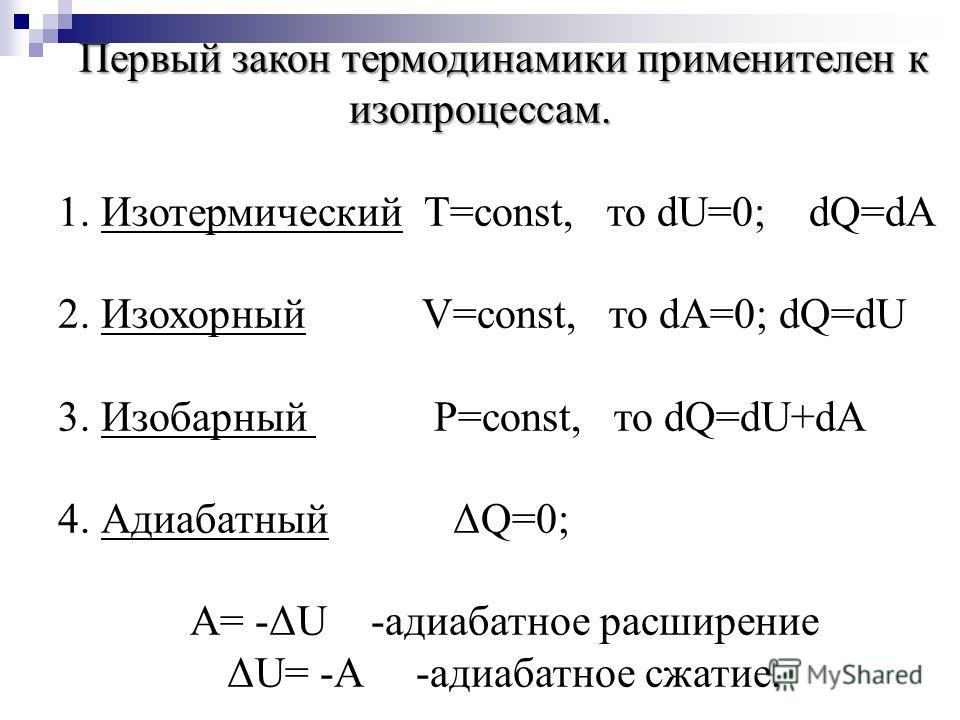 Первый закон термодинамики применителен к
изопроцессам.
1. Изотермический T=const, то dU=0; dQ=dA
2. Изохорный V=const, то dA=0; dQ=dU
3. Изобарный P=const, то dQ=dU+dA
4. Адиабатный ΔQ=0;
A= -ΔU -адиабатное расширение
ΔU= -A -адиабатное сжатие.
MyShared